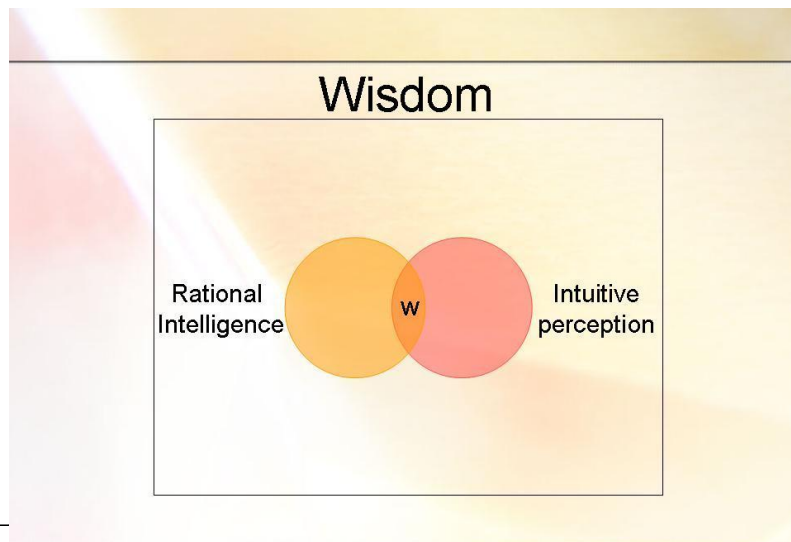 Wisdom
Rational
Intelligence
w
Intuitive
perception